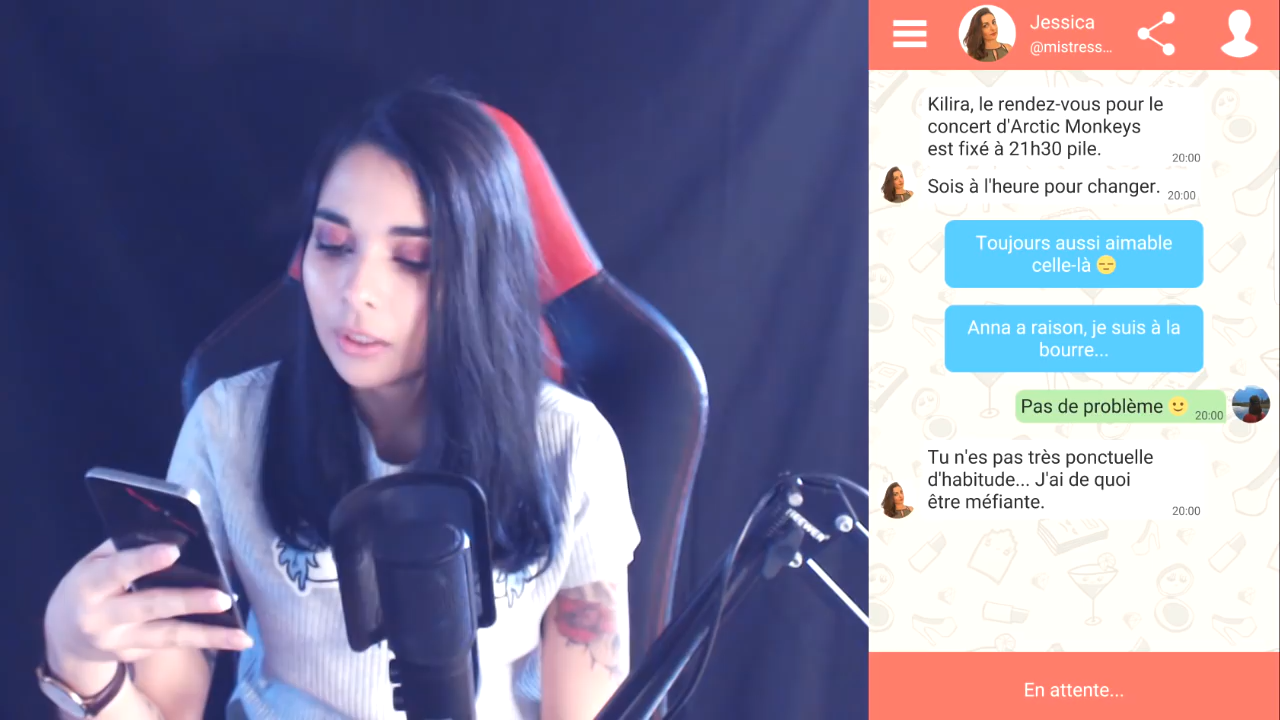 Jessica
@mistress...
Kilira, le rendez-vous pour le
concert d'Arctic Monkeys
est fixé à 21h30 pile.
20:00
Sois à l'heure pour changer.
20:00
Toujours aussi aimable
celle-là 😑
Anna a raison, je suis à la
bourre...
Pas de problème 🙂
20:00
Tu n'es pas très ponctuelle
d'habitude... J'ai de quoi
être méfiante.
20:00
En attente...